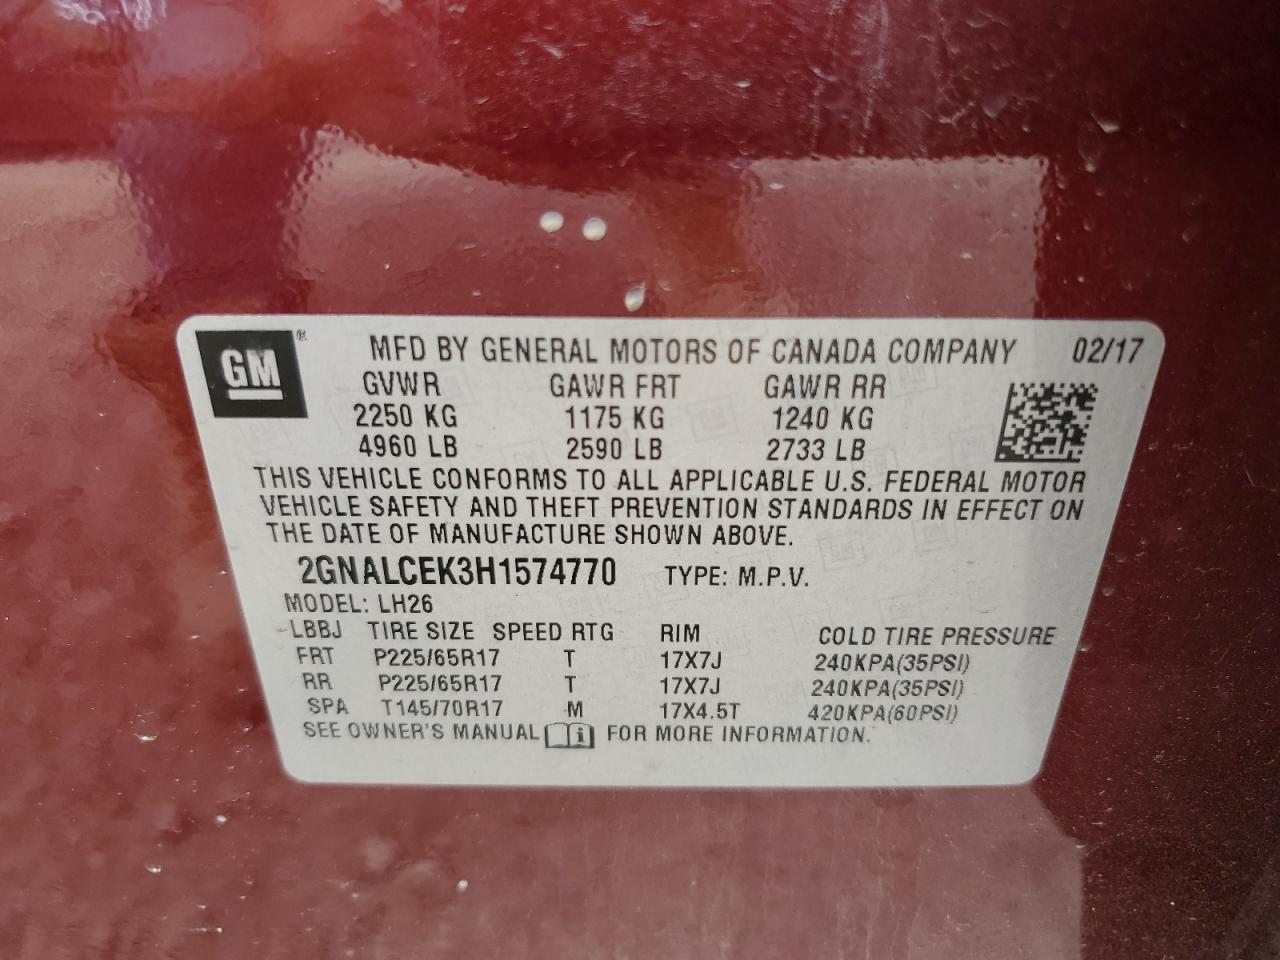 GM ® MFD BY GENERAL MOTORS OF CANADA COMPANY 02/17
GVWR GAWR FRT GAWR RR
2250 KG 1175 KG 1240 KG
4960 LB 2590 LB 2733 LB
THIS VEHICLE CONFORMS TO ALL APPLICABLE U.S. FEDERAL MOTOR
VEHICLE SAFETY AND THEFT PREVENTION STANDARDS IN EFFECT ON
THE DATE OF MANUFACTURE SHOWN ABOVE.
2GNALCEK3H1574770 TYPE: M.P.V.
MODEL: LH26
LBBJ TIRE SIZE SPEED RTG RIM COLD TIRE PRESSURE
FRT P225/65R17 T 17X7J 240KPA(35PSI)
RR P225/65R17 T 17X7J 240KPA(35PSI)
SPA T145/70R17 M 17X4.5T 420KPA(60PSI)
SEE OWNER'S MANUAL i FOR MORE INFORMATION.